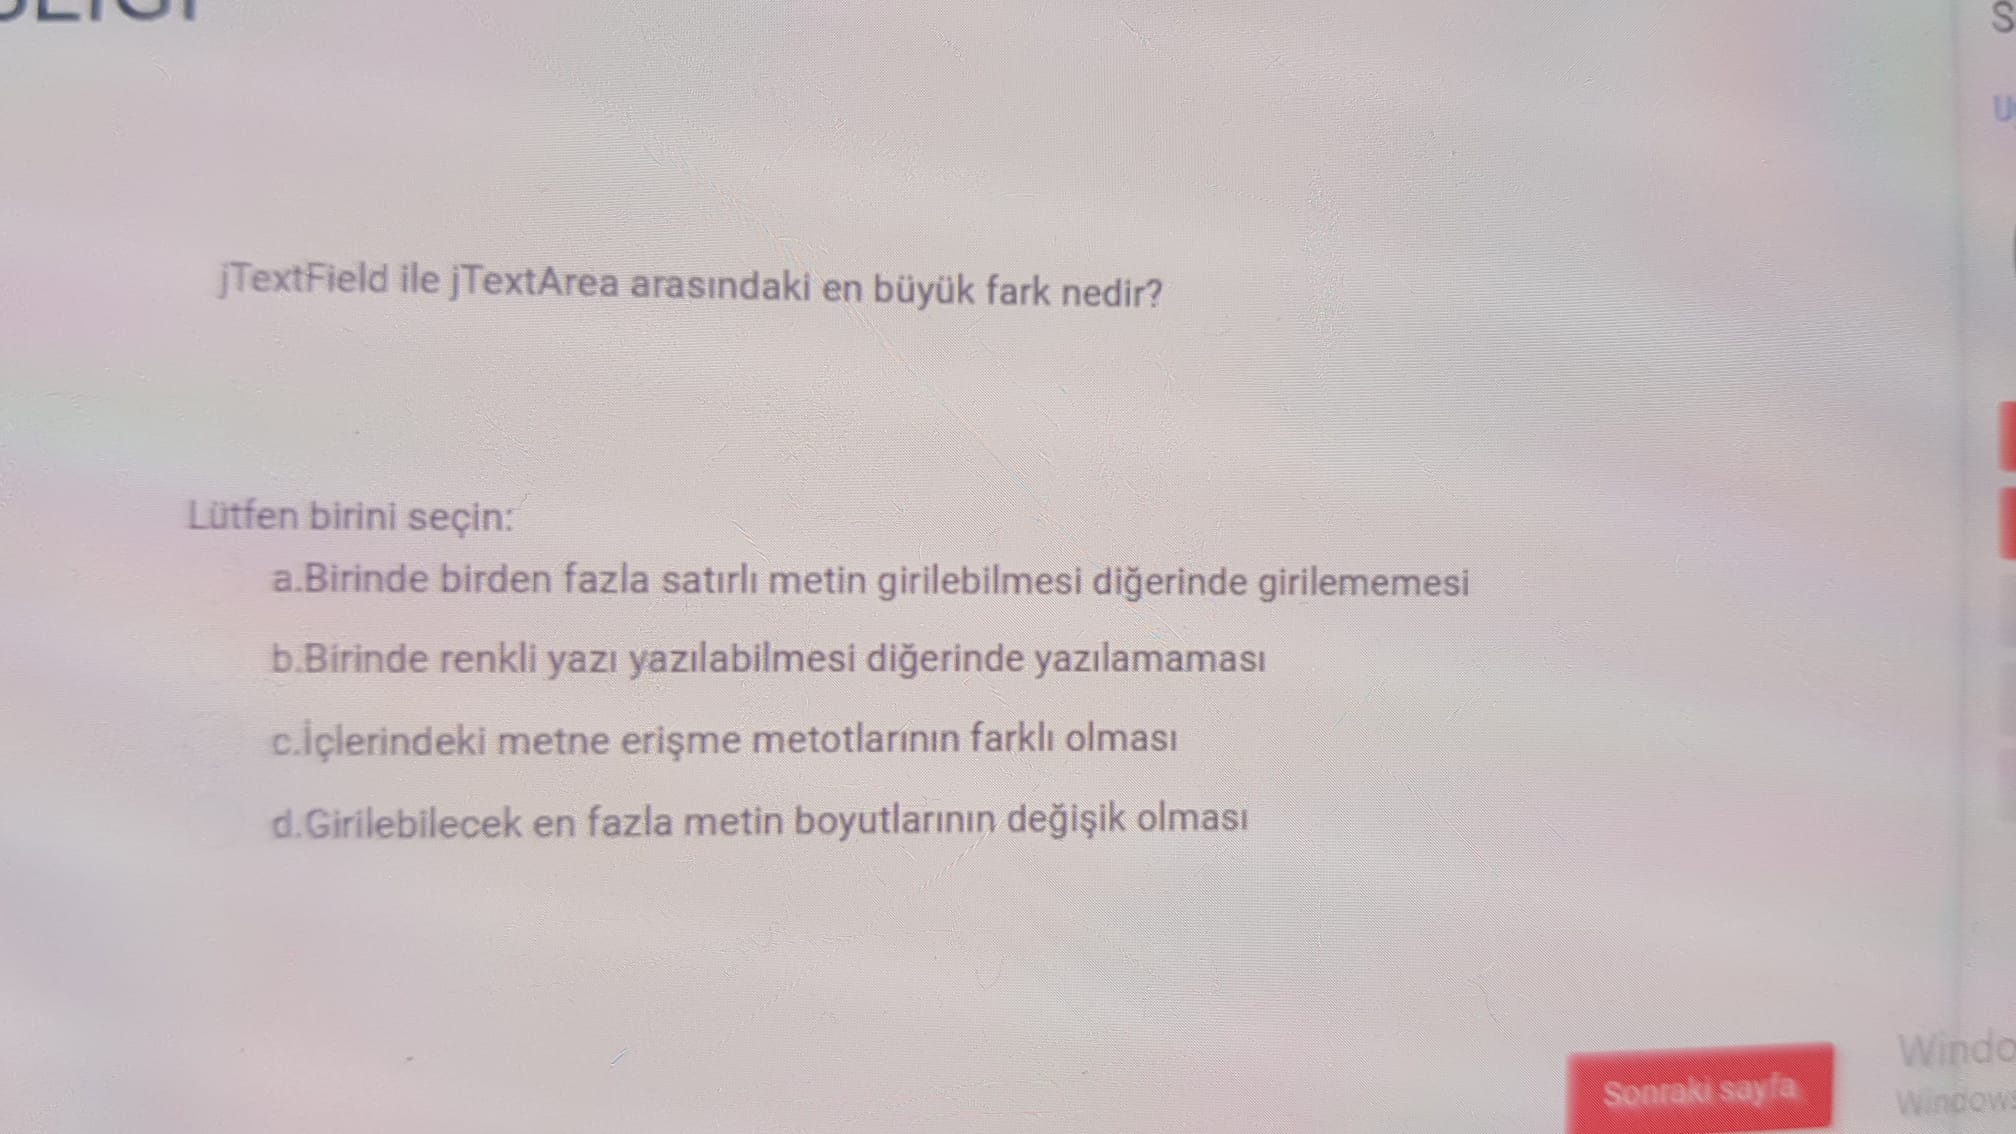 jTextField ile jTextArea arasındaki en büyük fark nedir?
Lütfen birini seçin:
a.Birinde birden fazla satırlı metin girilebilmesi diğerinde girilememesi
b.Birinde renkli yazı yazılabilmesi diğerinde yazılamaması
c.İçlerindeki metne erişme metotlarının farklı olması
d.Girilebilecek en fazla metin boyutlarının değişik olması
Sonraki sayfa
Windo
Windows